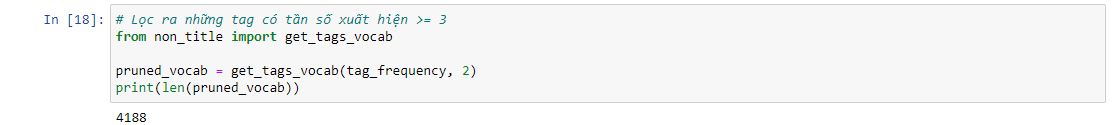 In [18]: # Lọc ra những tag có tần số xuất hiện >= 3
from non_title import get_tags_vocab
pruned_vocab = get_tags_vocab(tag_frequency, 2)
print(len(pruned_vocab))
4188